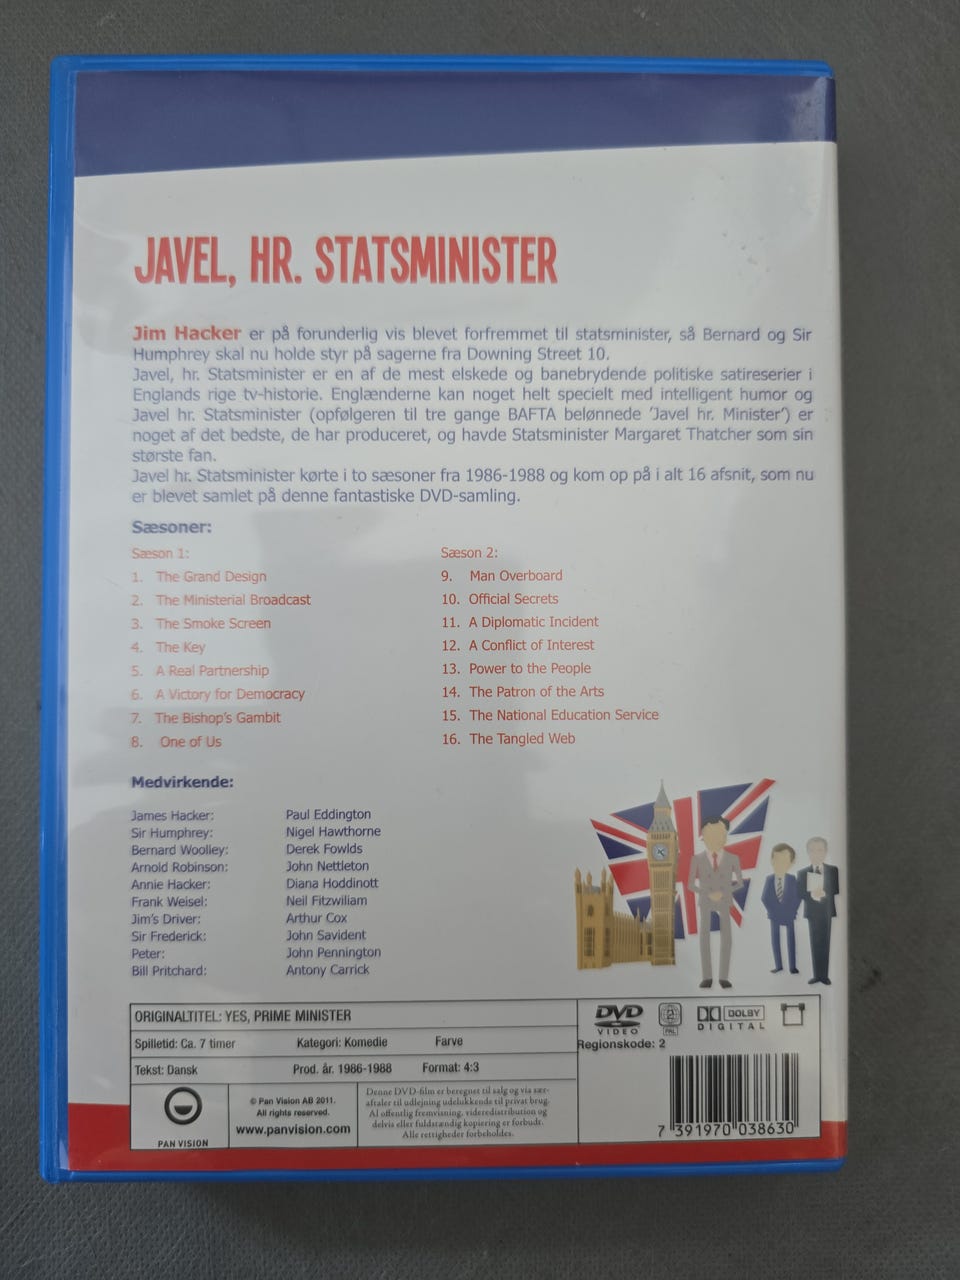 JAVEL, HR. STATSMINISTER
Jim Hacker er på forunderlig vis blevet forfremmet til statsminister, så Bernard og Sir
Humphrey skal nu holde styr på sagerne fra Downing Street 10.
Javel, hr. Statsminister er en af de mest elskede og banebrydende politiske satireserier i
Englands rige tv-historie. Englænderne kan noget helt specielt med intelligent humor og
Javel hr. Statsminister (opfølgeren til tre gange BAFTA belønnede 'Javel hr. Minister') er
noget af det bedste, de har produceret, og havde Statsminister Margaret Thatcher som sin
største fan.
Javel hr. Statsminister kørte i to sæsoner fra 1986-1988 og kom op på i alt 16 afsnit, som nu
er blevet samlet på denne fantastiske DVD-samling.
Sæsoner:
Sæson 1:
1. The Grand Design
2. The Ministerial Broadcast
3. The Smoke Screen
4. The Key
5. A Real Partnership
6. A Victory for Democracy
7. The Bishop's Gambit
8. One of Us
Sæson 2:
9. Man Overboard
10. Official Secrets
11. A Diplomatic Incident
12. A Conflict of Interest
13. Power to the People
14. The Patron of the Arts
15. The National Education Service
16. The Tangled Web
Medvirkende:
James Hacker: Paul Eddington
Sir Humphrey: Nigel Hawthorne
Bernard Woolley: Derek Fowlds
Arnold Robinson: John Nettleton
Annie Hacker: Diana Hoddinott
Frank Weisel: Neil Fitzwiliam
Jim's Driver: Arthur Cox
Sir Frederick: John Savident
Peter: John Pennington
Bill Pritchard: Antony Carrick
ORIGINALTITEL: YES, PRIME MINISTER
Spilletid: Ca. 7 timer Kategori: Komedie Farve
Tekst: Dansk Prod. år. 1986-1988 Format: 4:3
PAN VISION
© Pan Vision AB 2011.
All rights reserved.
www.panvision.com
Denne DVD-film er beregnet til salg og via sær-
aftaler til udlejning udelukkende til privat brug.
Al offentlig fremvisning, videredistribution og
delvis eller fuldstændig kopiering er forbudt.
Alle rettigheder forbeholdes.
DVD
VIDEO
2
PAL
DOLBY
DIGITAL
Regionskode: 2
7 391970 038630